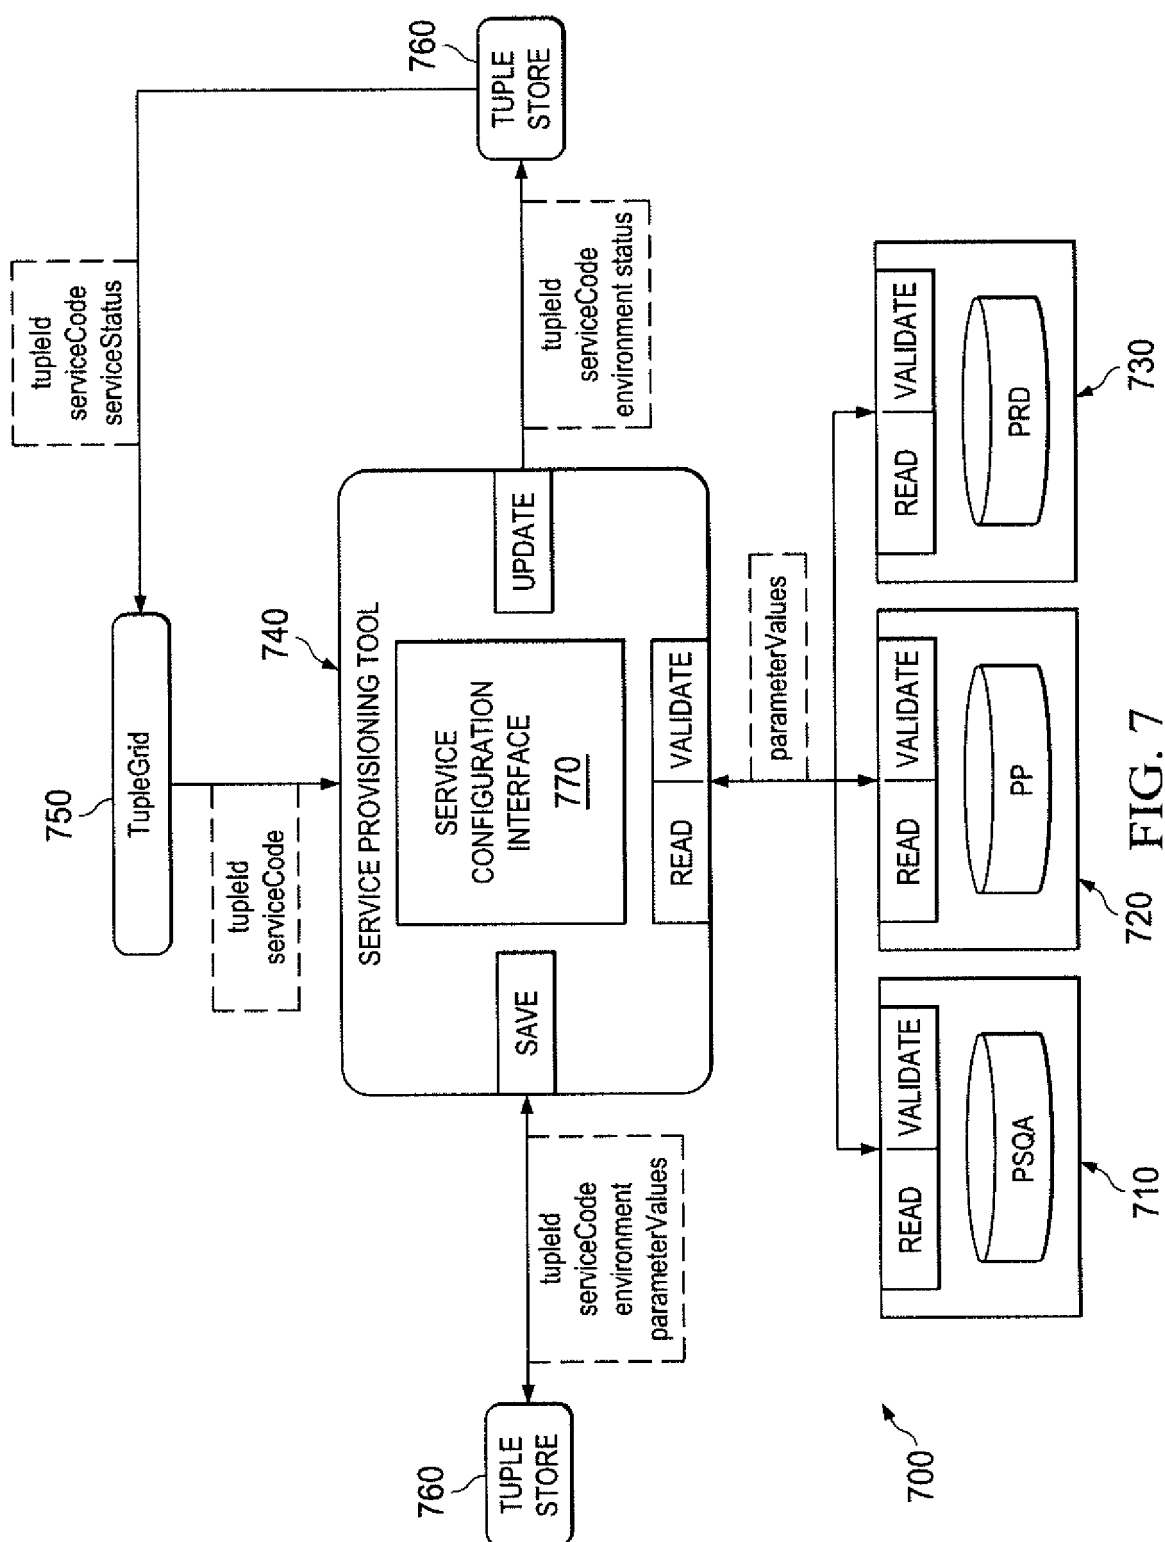 750
TupleGrid
tupleId
serviceCode
serviceStatus
tupleId
serviceCode
740
SERVICE PROVISIONING TOOL
SERVICE
CONFIGURATION
INTERFACE
770
SAVE
UPDATE
READ
VALIDATE
760
TUPLE
STORE
tupleId
serviceCode
environment
parameterValues
tupleId
serviceCode
environment status
760
TUPLE
STORE
parameterValues
READ
VALIDATE
PSQA
710
READ
VALIDATE
PP
720
READ
VALIDATE
PRD
730
700
FIG. 7